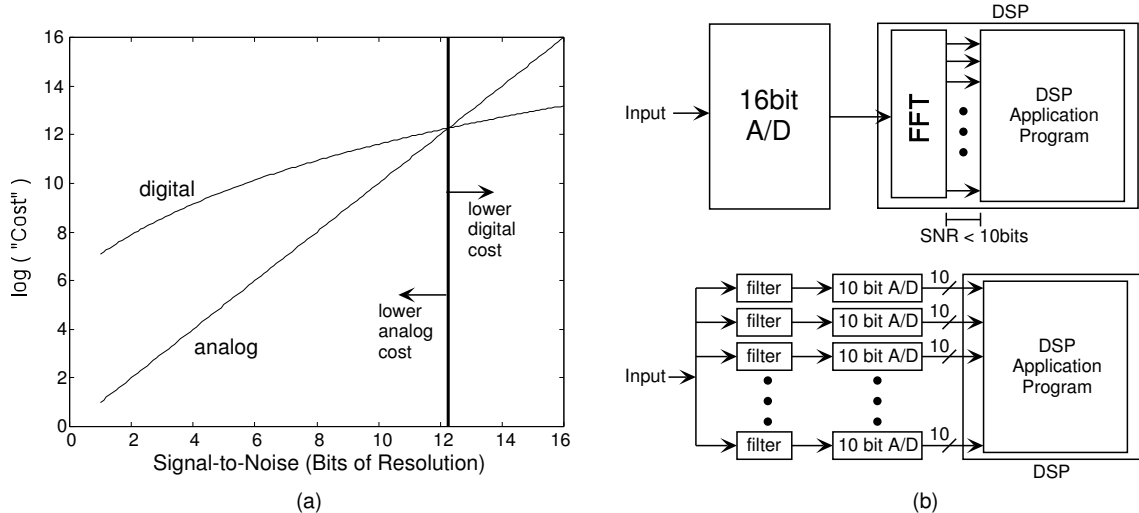 16
14
12
10
8
6
4
2
0
0 2 4 6 8 10 12 14 16
log ( "Cost" )
Signal-to-Noise (Bits of Resolution)
digital
analog
lower
digital
cost
lower
analog
cost
(a)
DSP
Input
16bit
A/D
FFT
DSP
Application
Program
SNR < 10bits
Input
filter 10 bit A/D 10
filter 10 bit A/D 10
filter 10 bit A/D 10
filter 10 bit A/D 10
DSP
Application
Program
DSP
(b)